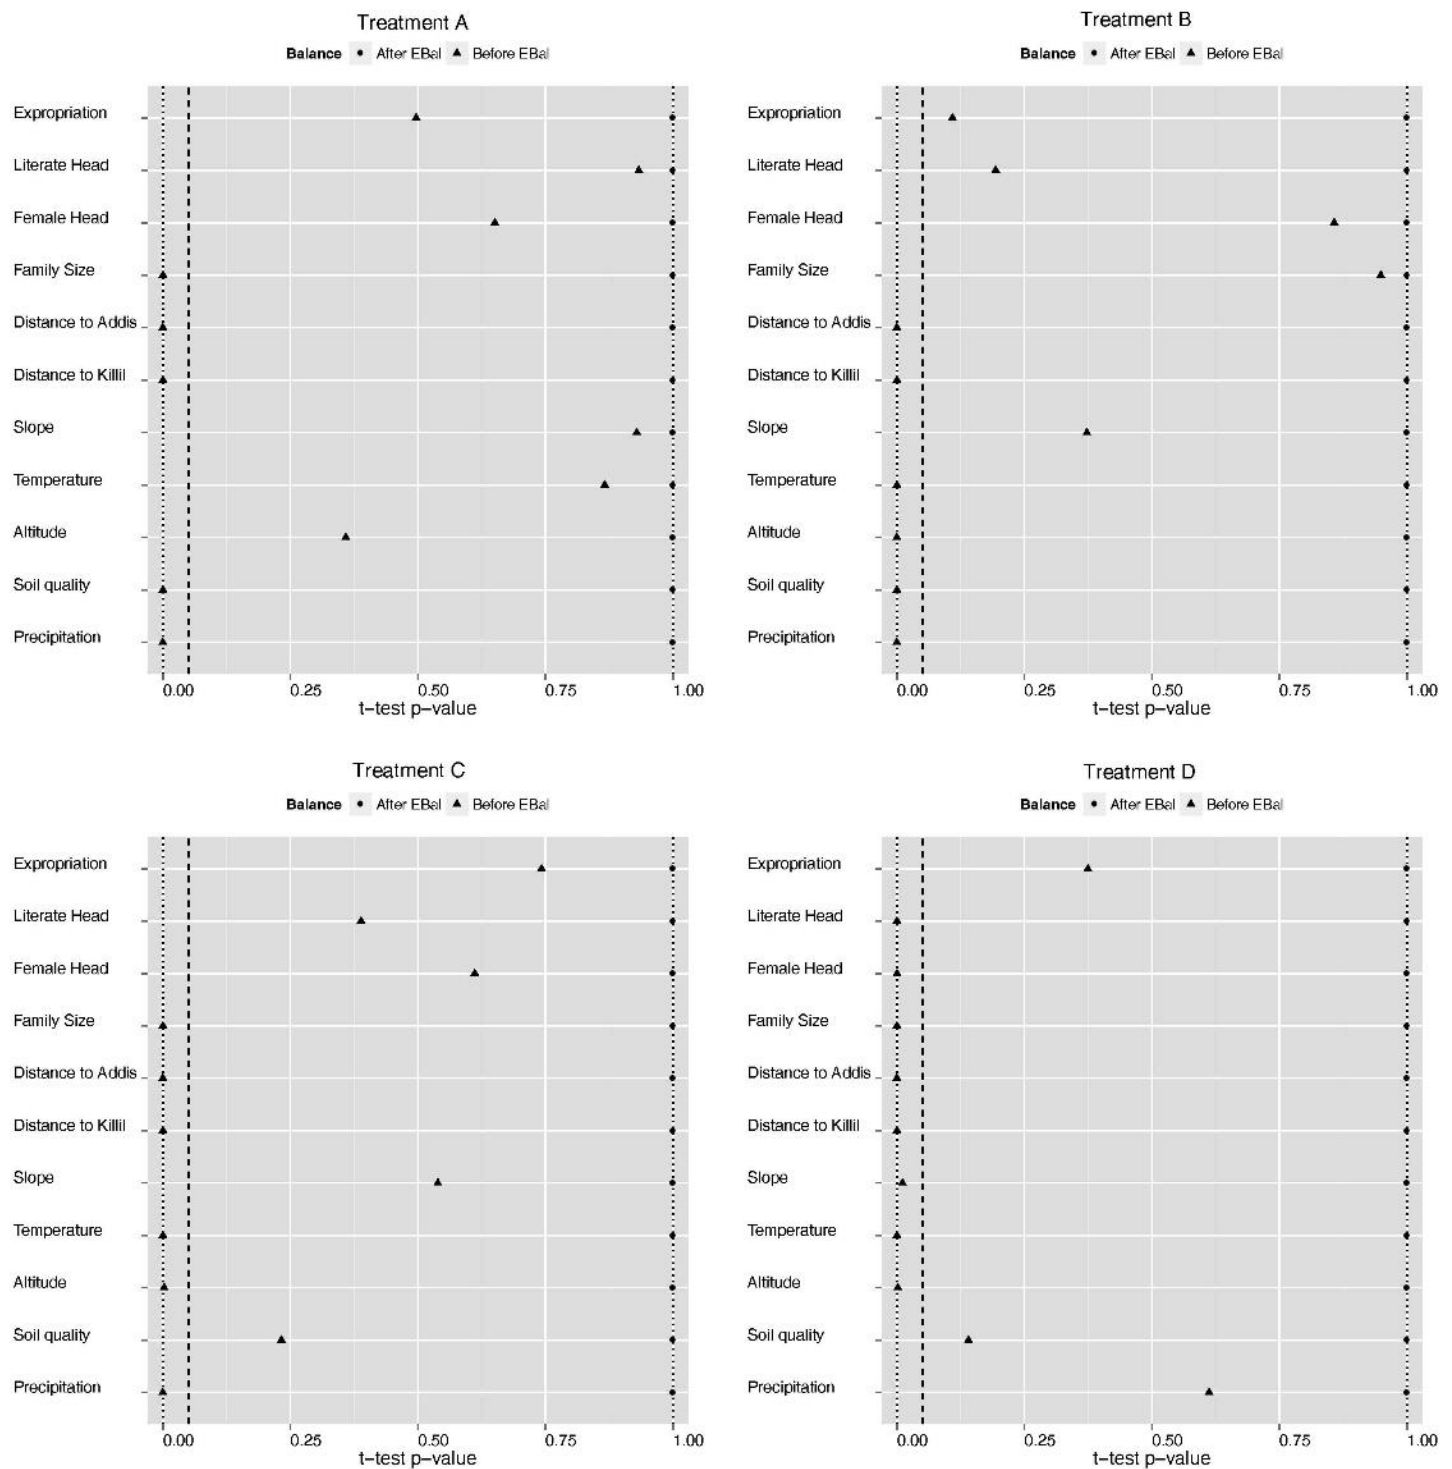 Treatment A
Balance After EBal Before EBal
Expropriation
Literate Head
Female Head
Family Size
Distance to Addis
Distance to Killil
Slope
Temperature
Altitude
Soil quality
Precipitation
0.00 0.25 0.50 0.75 1.00
t-test p-value
Treatment B
Balance After EBal Before EBal
Expropriation
Literate Head
Female Head
Family Size
Distance to Addis
Distance to Killil
Slope
Temperature
Altitude
Soil quality
Precipitation
0.00 0.25 0.50 0.75 1.00
t-test p-value
Treatment C
Balance After EBal Before EBal
Expropriation
Literate Head
Female Head
Family Size
Distance to Addis
Distance to Killil
Slope
Temperature
Altitude
Soil quality
Precipitation
0.00 0.25 0.50 0.75 1.00
t-test p-value
Treatment D
Balance After EBal Before EBal
Expropriation
Literate Head
Female Head
Family Size
Distance to Addis
Distance to Killil
Slope
Temperature
Altitude
Soil quality
Precipitation
0.00 0.25 0.50 0.75 1.00
t-test p-value